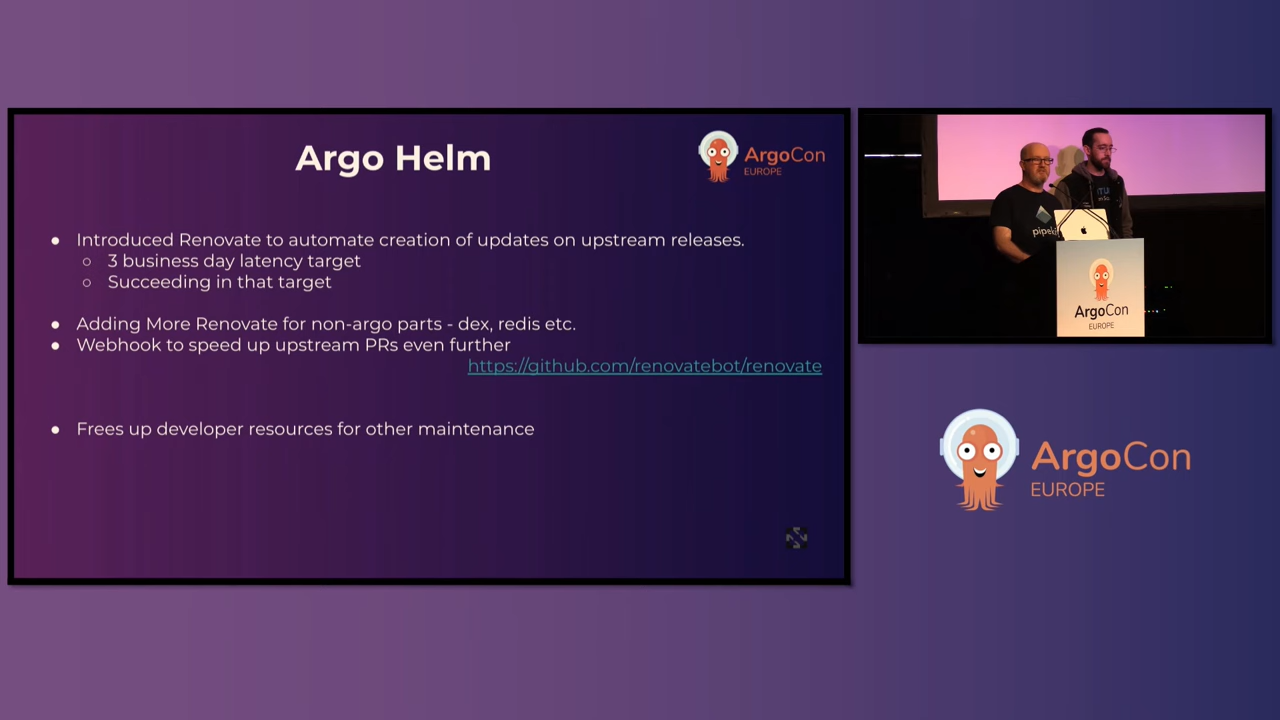 Argo Helm
ArgoCon
EUROPE
● Introduced Renovate to automate creation of updates on upstream releases.
○ 3 business day latency target
○ Succeeding in that target
● Adding More Renovate for non-argo parts - dex, redis etc.
● Webhook to speed up upstream PRs even further
https://github.com/renovatebot/renovate
● Frees up developer resources for other maintenance
ArgoCon
EUROPE
ArgoCon
EUROPE